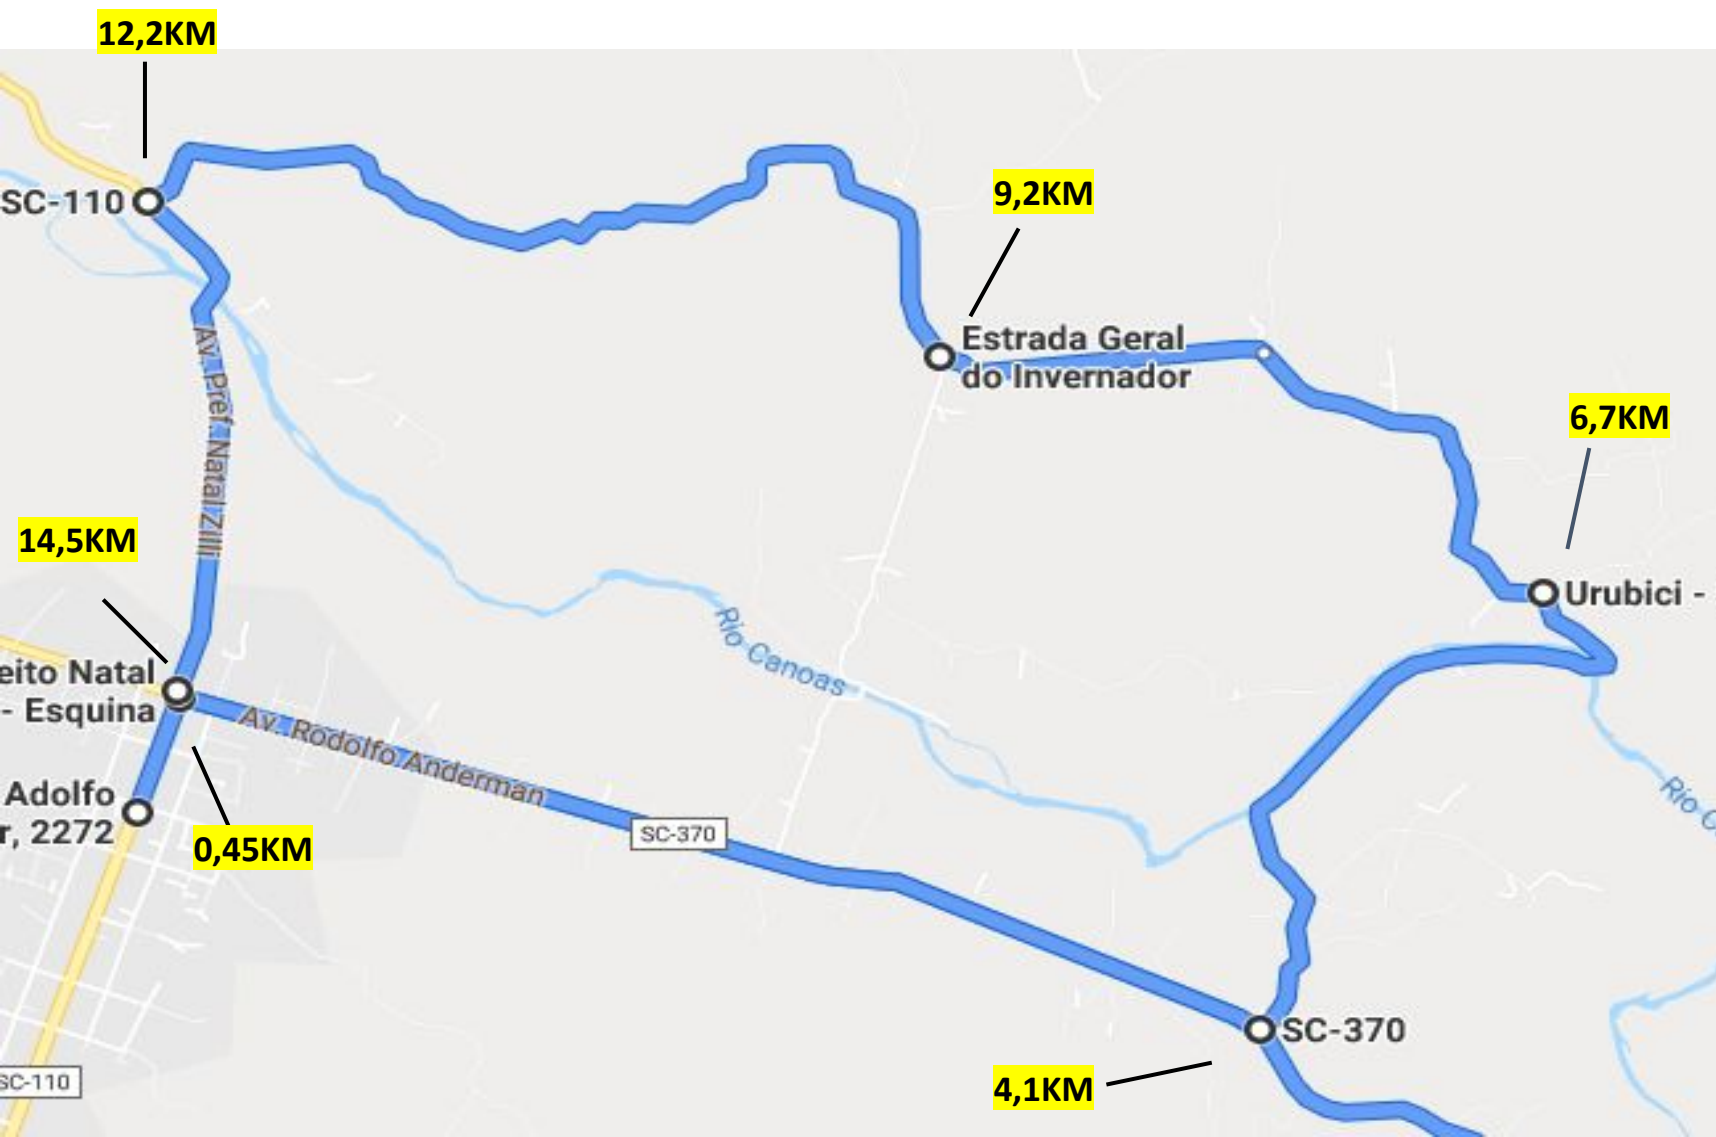 12,2KM
SC-110
9,2KM
Estrada Geral
do Invernador
6,7KM
Av. Pref. Natal Zilli
14,5KM
Urubici -
Rio Canoas
eito Natal
- Esquina
Av. Rodolfo Anderman
Adolfo
r, 2272
0,45KM
SC-370
Rio C
SC-370
SC-110
4,1KM